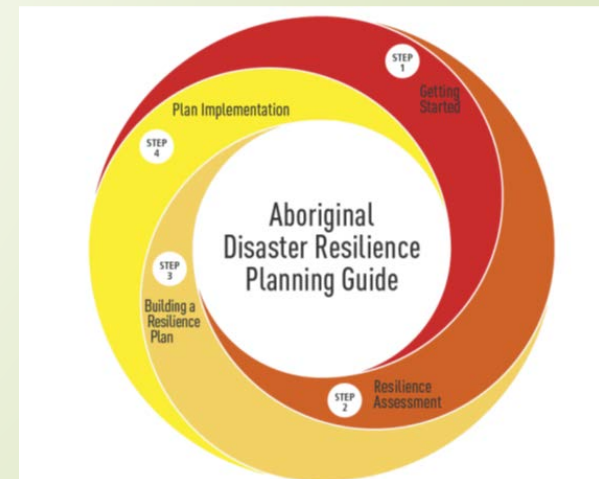 STEP
1
Getting
Started
Plan Implementation
STEP
4
Aboriginal
Disaster Resilience
Planning Guide
STEP
3
Building a
Resilience
Plan
STEP
2
Resilience
Assessment